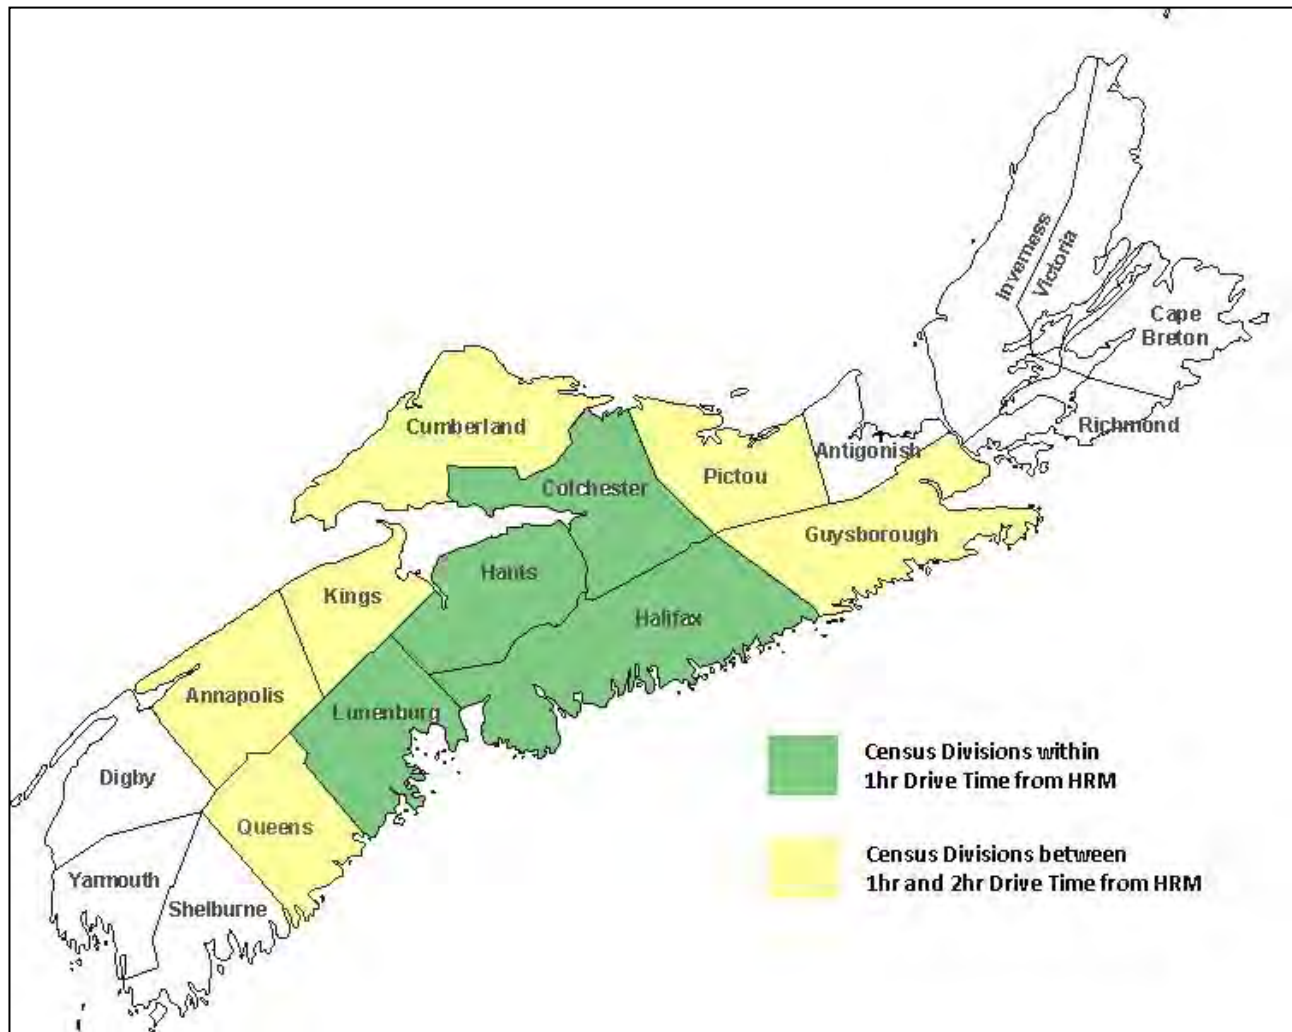 Inverness
Victoria
Cape
Breton
Richmond
Cumberland
Antigonish
Pictou
Colchester
Guysborough
Hants
Kings
Halifax
Annapolis
Lunenburg
Digby
Queens
Yarmouth
Shelburne
Census Divisions within
1hr Drive Time from HRM
Census Divisions between
1hr and 2hr Drive Time from HRM